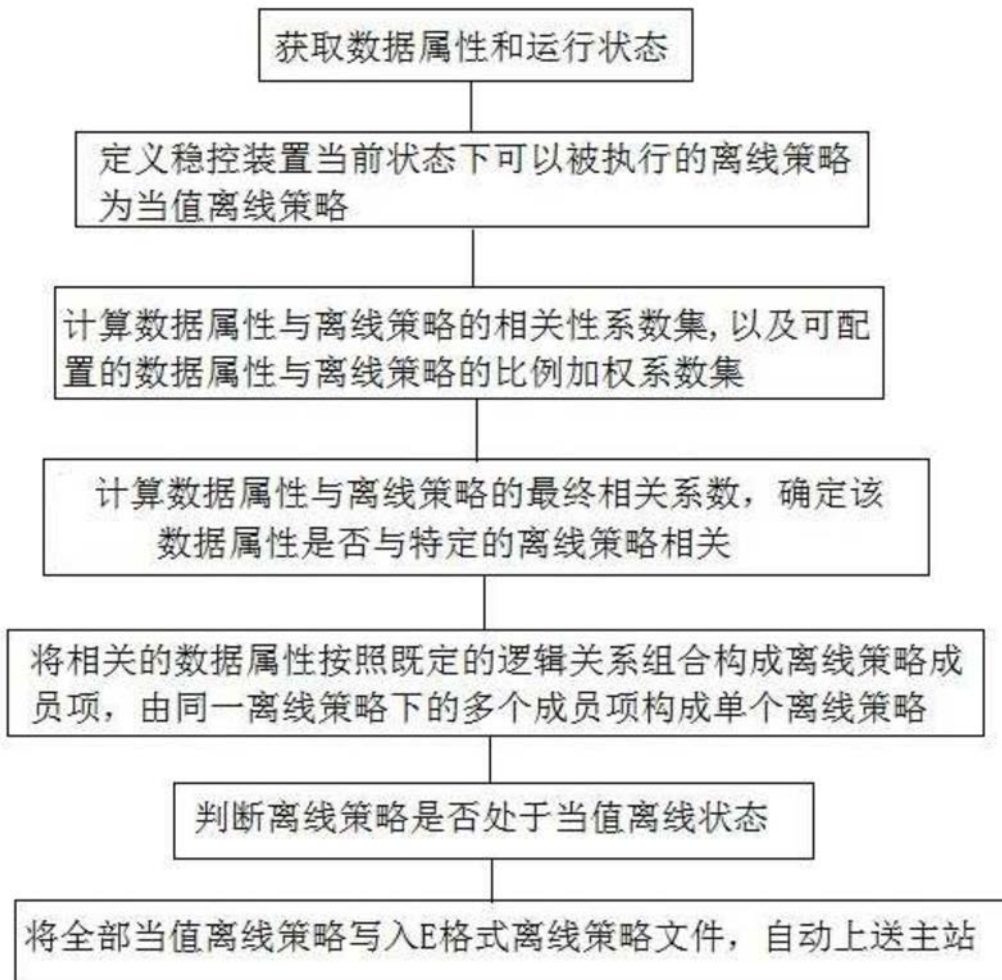 获取数据属性和运行状态
定义稳控装置当前状态下可以被执行的离线策略
为当值离线策略
计算数据属性与离线策略的相关性系数集,以及可配
置的数据属性与离线策略的比例加权系数集
计算数据属性与离线策略的最终相关系数，确定该
数据属性是否与特定的离线策略相关
将相关的数据属性按照既定的逻辑关系组合构成离线策略成
员项，由同一离线策略下的多个成员项构成单个离线策略
判断离线策略是否处于当值离线状态
将全部当值离线策略写入E格式离线策略文件，自动上送主站